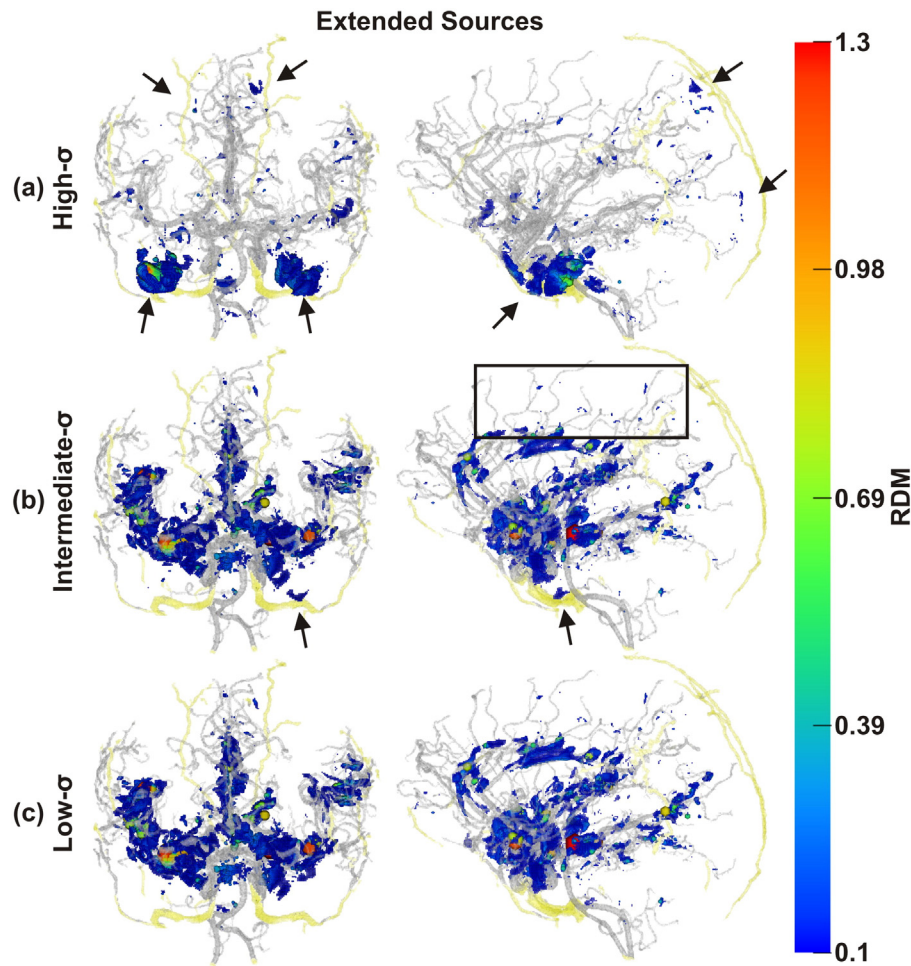 Extended Sources
(a)
High-σ
(b)
Intermediate-σ
(c)
Low-σ
1.3
0.98
0.69
0.39
0.1
RDM